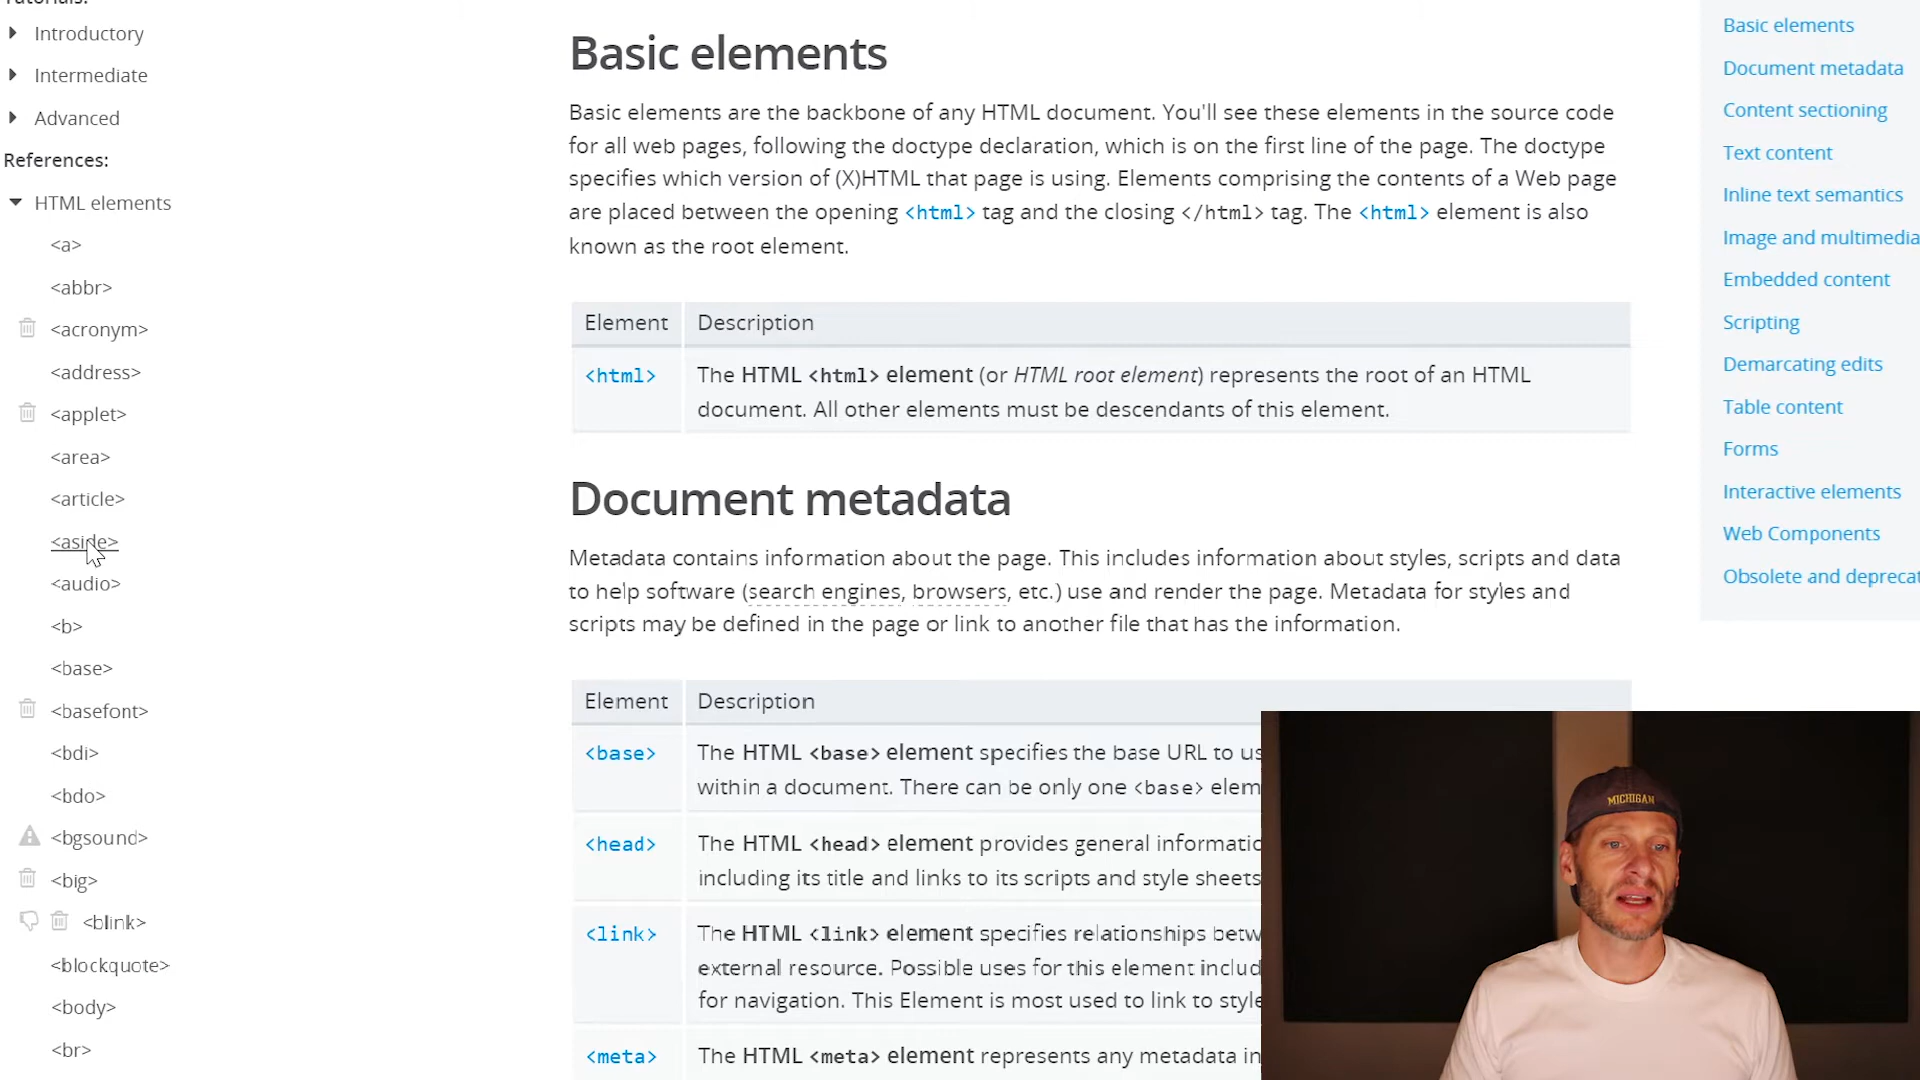 Tutorials:
Introductory
Intermediate
Advanced
References:
HTML elements
<a>
<abbr>
<acronym>
<address>
<applet>
<area>
<article>
<aside>
<audio>
<b>
<base>
<basefont>
<bdi>
<bdo>
<bgsound>
<big>
<blink>
<blockquote>
<body>
<br>
Basic elements
Basic elements are the backbone of any HTML document. You'll see these elements in the source code
for all web pages, following the doctype declaration, which is on the first line of the page. The doctype
specifies which version of (X)HTML that page is using. Elements comprising the contents of a Web page
are placed between the opening <html> tag and the closing </html> tag. The <html> element is also
known as the root element.
Element Description
<html> The HTML <html> element (or HTML root element) represents the root of an HTML
document. All other elements must be descendants of this element.
Document metadata
Metadata contains information about the page. This includes information about styles, scripts and data
to help software (search engines, browsers, etc.) use and render the page. Metadata for styles and
scripts may be defined in the page or link to another file that has the information.
Element Description
<base> The HTML <base> element specifies the base URL to us
within a document. There can be only one <base> elem
<head> The HTML <head> element provides general informatio
including its title and links to its scripts and style sheets
<link> The HTML <link> element specifies relationships betw
external resource. Possible uses for this element includ
for navigation. This Element is most used to link to style
<meta> The HTML <meta> element represents any metadata in
Basic elements
Document metadata
Content sectioning
Text content
Inline text semantics
Image and multimedia
Embedded content
Scripting
Demarcating edits
Table content
Forms
Interactive elements
Web Components
Obsolete and deprecat
MICHIGAN